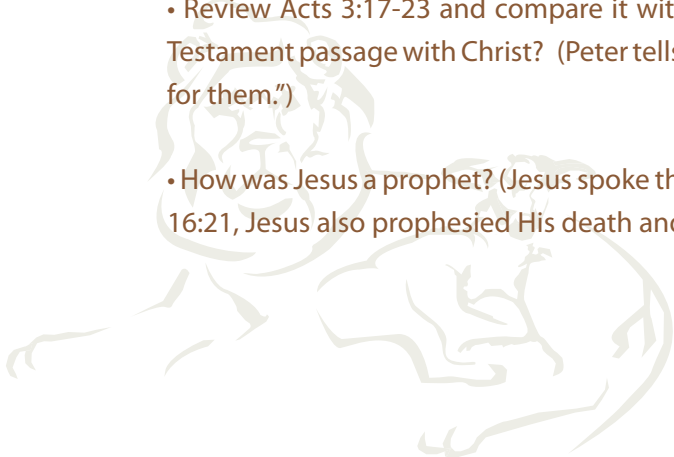 • Review Acts 3:17-23 and compare it wit
Testament passage with Christ? (Peter tells
for them.”)
• How was Jesus a prophet? (Jesus spoke th
16:21, Jesus also prophesied His death and